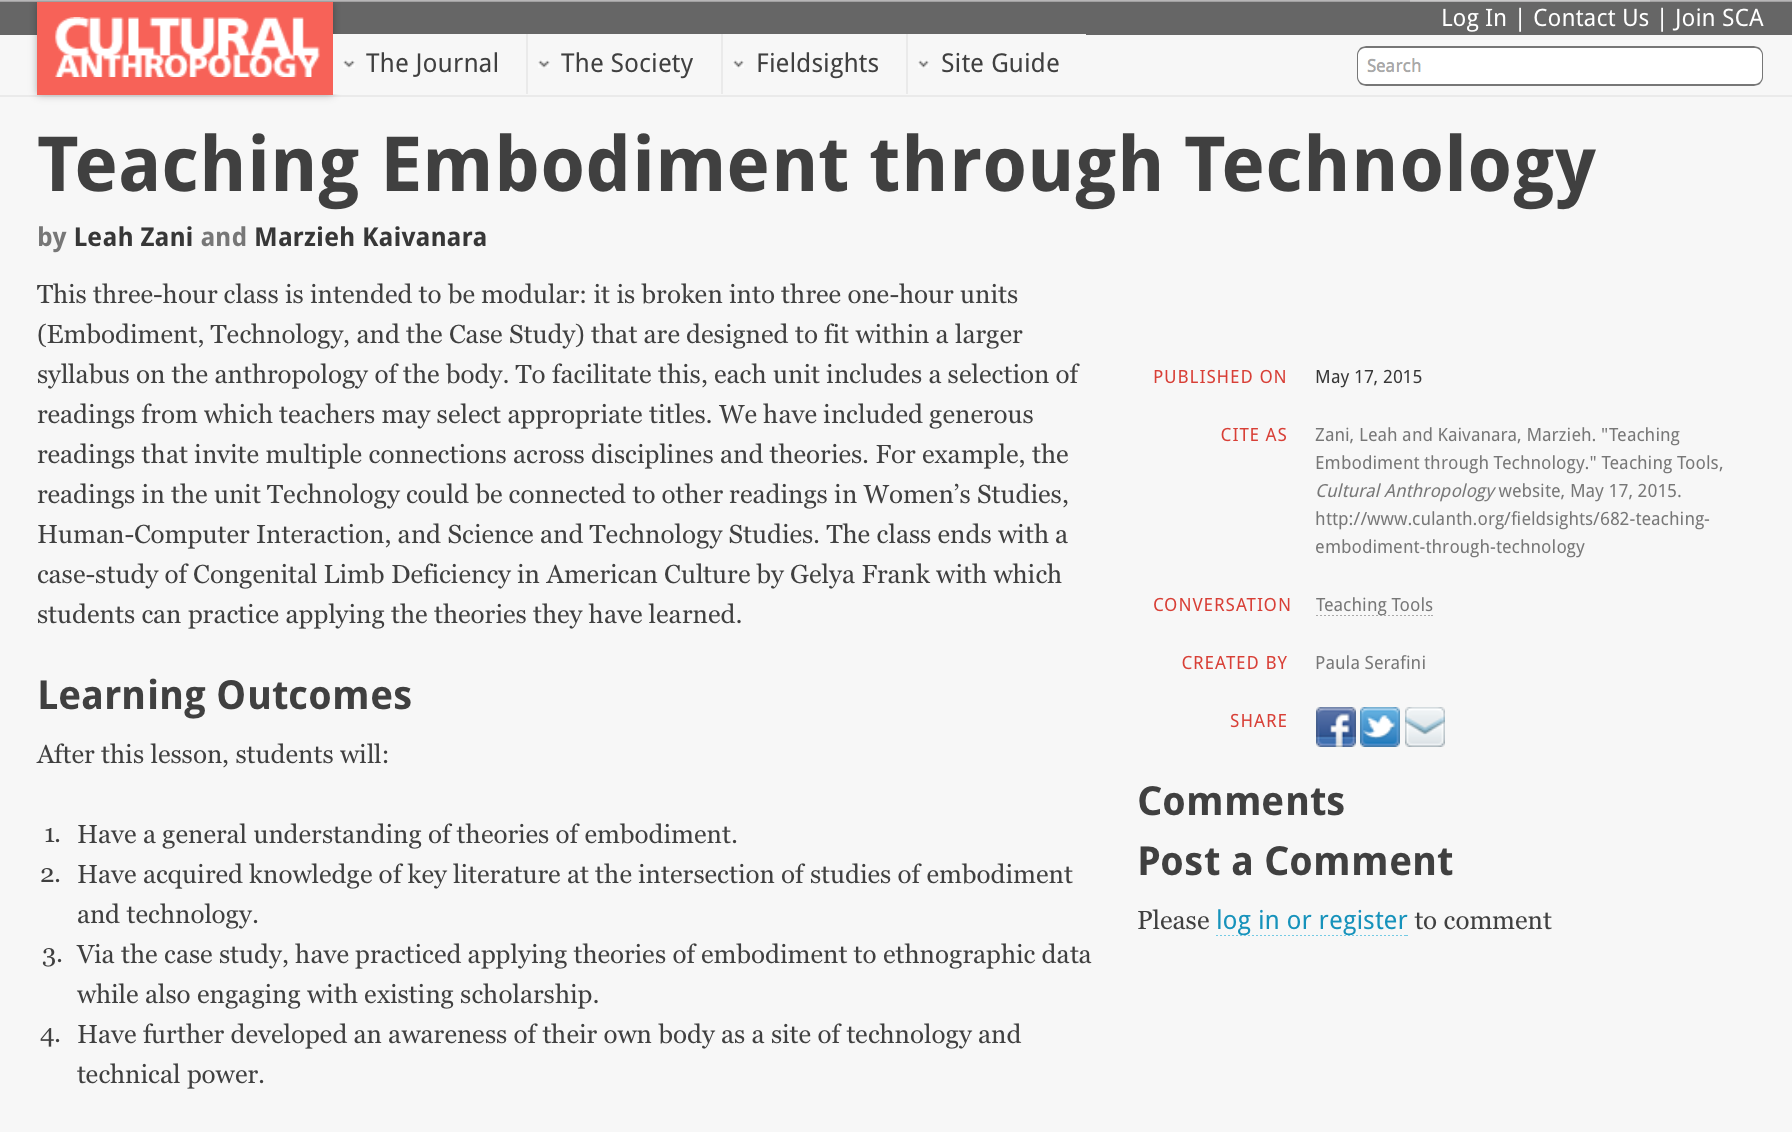 Log In | Contact Us | Join SCA
CULTURAL
ANTHROPOLOGY
The Journal
The Society
Fieldsights
Site Guide
Search
Teaching Embodiment through Technology
by Leah Zani and Marzieh Kaivanara
This three-hour class is intended to be modular: it is broken into three one-hour units
(Embodiment, Technology, and the Case Study) that are designed to fit within a larger
syllabus on the anthropology of the body. To facilitate this, each unit includes a selection of
readings from which teachers may select appropriate titles. We have included generous
readings that invite multiple connections across disciplines and theories. For example, the
readings in the unit Technology could be connected to other readings in Women’s Studies,
Human-Computer Interaction, and Science and Technology Studies. The class ends with a
case-study of Congenital Limb Deficiency in American Culture by Gelya Frank with which
students can practice applying the theories they have learned.
Learning Outcomes
After this lesson, students will:
1. Have a general understanding of theories of embodiment.
2. Have acquired knowledge of key literature at the intersection of studies of embodiment
and technology.
3. Via the case study, have practiced applying theories of embodiment to ethnographic data
while also engaging with existing scholarship.
4. Have further developed an awareness of their own body as a site of technology and
technical power.
PUBLISHED ON May 17, 2015
CITE AS Zani, Leah and Kaivanara, Marzieh. "Teaching
Embodiment through Technology." Teaching Tools,
Cultural Anthropology website, May 17, 2015.
http://www.culanth.org/fieldsights/682-teaching-
embodiment-through-technology
CONVERSATION Teaching Tools
CREATED BY Paula Serafini
SHARE
Comments
Post a Comment
Please log in or register to comment